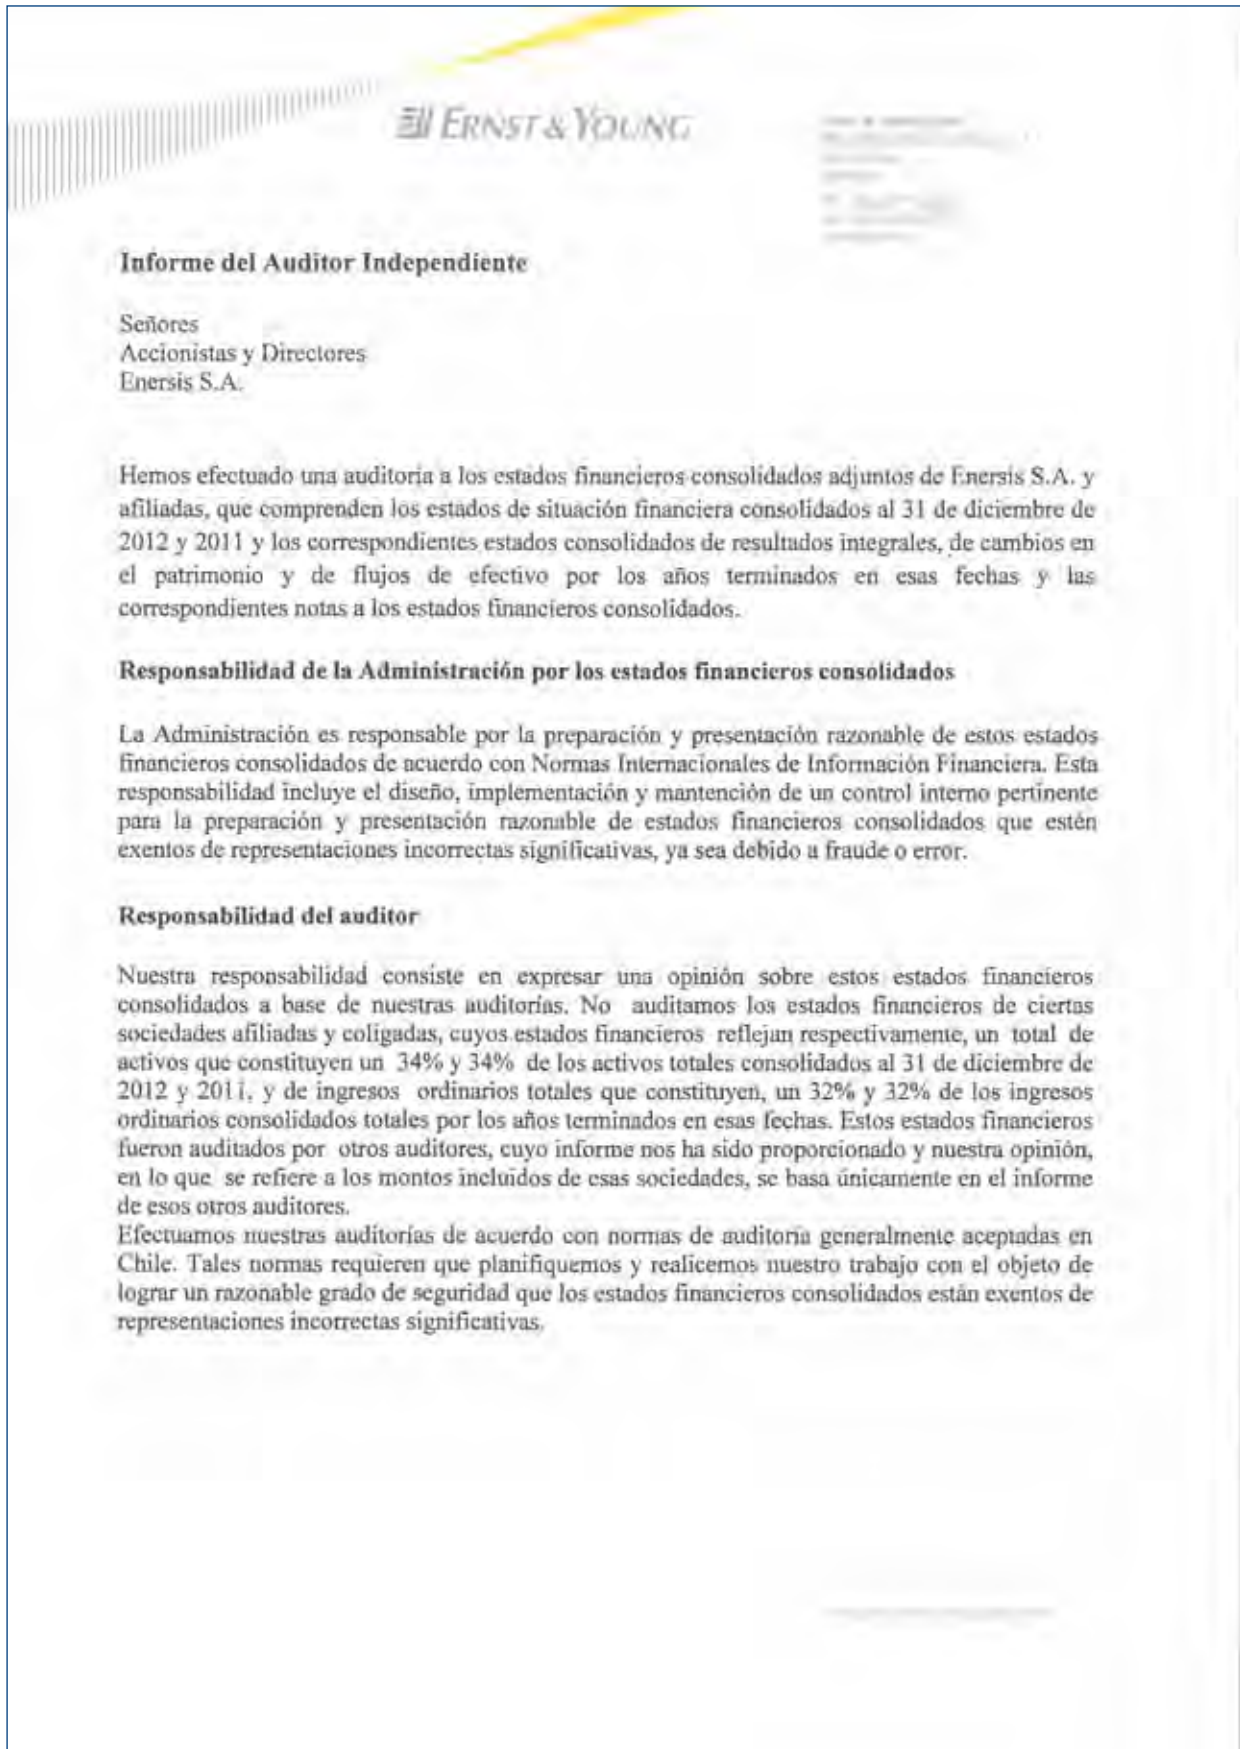 ERNST & YOUNG
Informe del Auditor Independiente
Señores
Accionistas y Directores
Enersis S.A.
Hemos efectuado una auditoría a los estados financieros consolidados adjuntos de Enersis S.A. y
afiliadas, que comprenden los estados de situación financiera consolidados al 31 de diciembre de
2012 y 2011 y los correspondientes estados consolidados de resultados integrales, de cambios en
el patrimonio y de flujos de efectivo por los años terminados en esas fechas y las
correspondientes notas a los estados financieros consolidados.
Responsabilidad de la Administración por los estados financieros consolidados
La Administración es responsable por la preparación y presentación razonable de estos estados
financieros consolidados de acuerdo con Normas Internacionales de Información Financiera. Esta
responsabilidad incluye el diseño, implementación y mantención de un control interno pertinente
para la preparación y presentación razonable de estados financieros consolidados que estén
exentos de representaciones incorrectas significativas, ya sea debido a fraude o error.
Responsabilidad del auditor
Nuestra responsabilidad consiste en expresar una opinión sobre estos estados financieros
consolidados a base de nuestras auditorías. No auditamos los estados financieros de ciertas
sociedades afiliadas y coligadas, cuyos estados financieros reflejan respectivamente, un total de
activos que constituyen un 34% y 34% de los activos totales consolidados al 31 de diciembre de
2012 y 2011, y de ingresos ordinarios totales que constituyen, un 32% y 32% de los ingresos
ordinarios consolidados totales por los años terminados en esas fechas. Estos estados financieros
fueron auditados por otros auditores, cuyo informe nos ha sido proporcionado y nuestra opinión,
en lo que se refiere a los montos incluidos de esas sociedades, se basa únicamente en el informe
de esos otros auditores.
Efectuamos nuestras auditorías de acuerdo con normas de auditoría generalmente aceptadas en
Chile. Tales normas requieren que planifiquemos y realicemos nuestro trabajo con el objeto de
lograr un razonable grado de seguridad que los estados financieros consolidados están exentos de
representaciones incorrectas significativas.